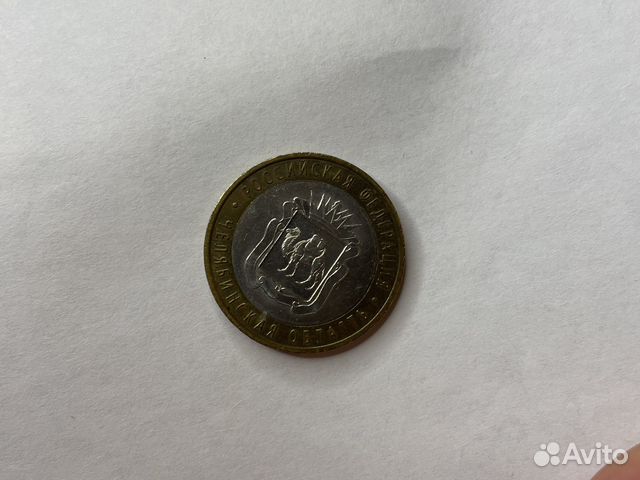 РОССИЙСКАЯ ФЕДЕРАЦИЯ
ЧЕЛЯБИНСКАЯ ОБЛАСТЬ
Avito